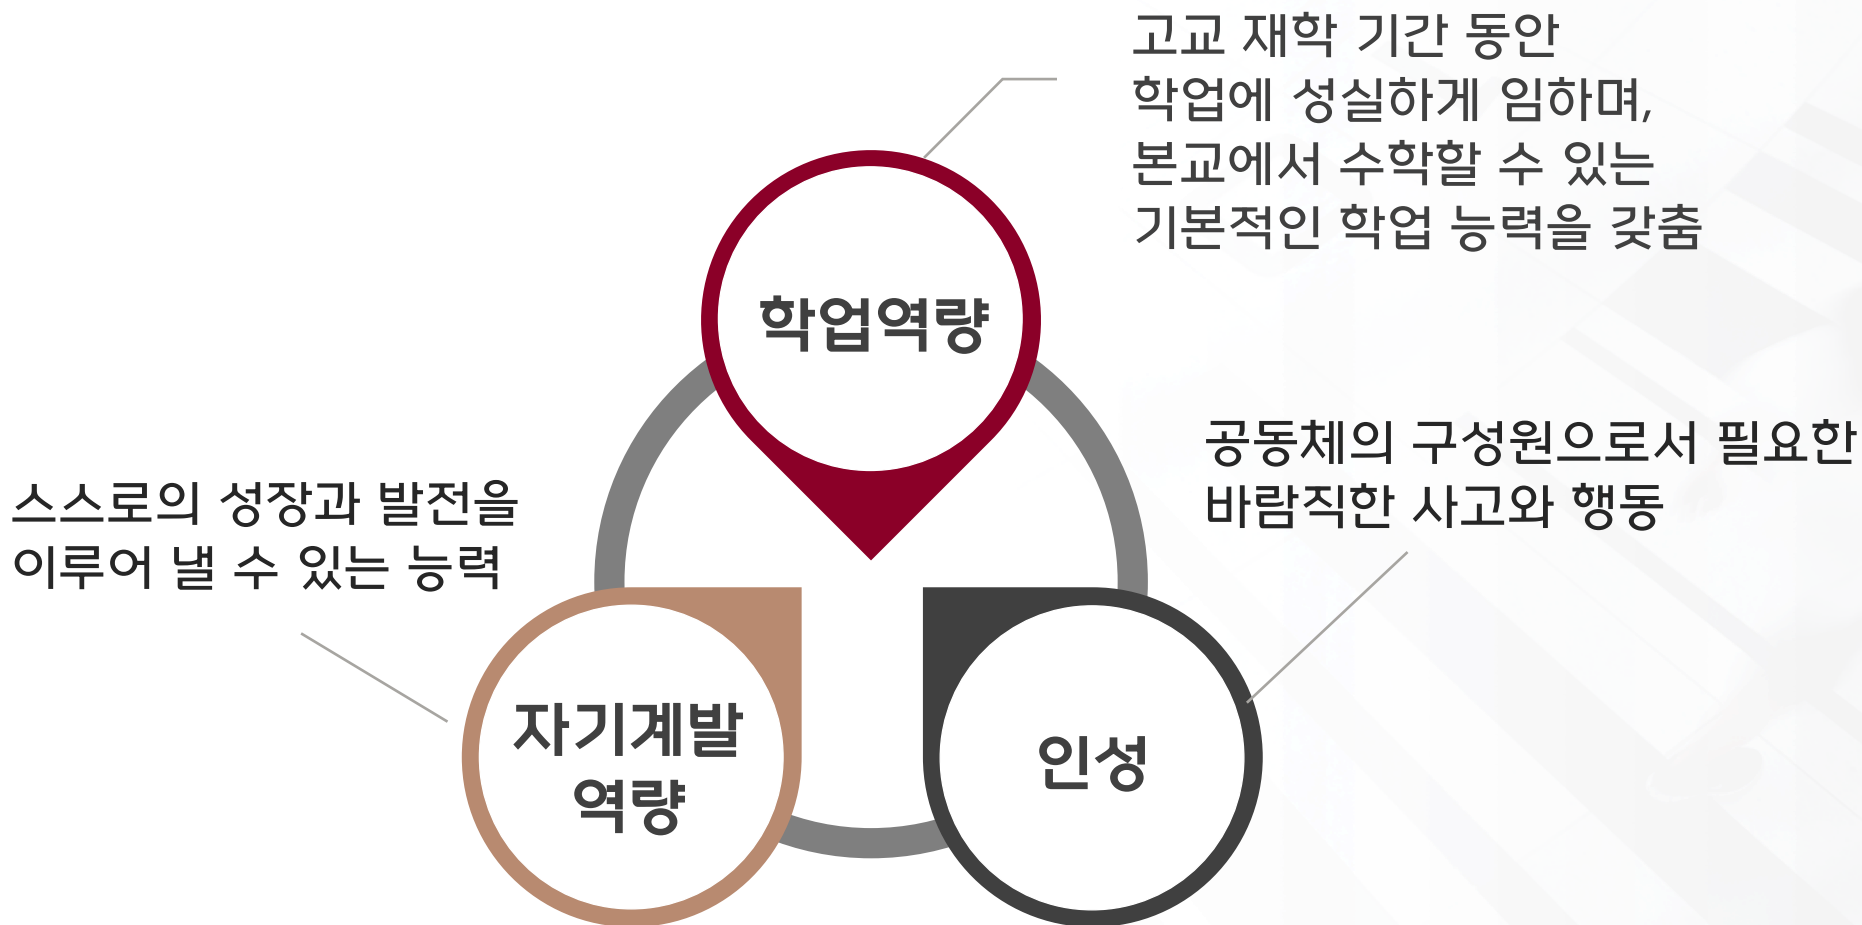 고교 재학 기간 동안
학업에 성실하게 임하며,
본교에서 수학할 수 있는
기본적인 학업 능력을 갖춤
학업역량
공동체의 구성원으로서 필요한
바람직한 사고와 행동
스스로의 성장과 발전을
이루어 낼 수 있는 능력
자기계발
역량
인성